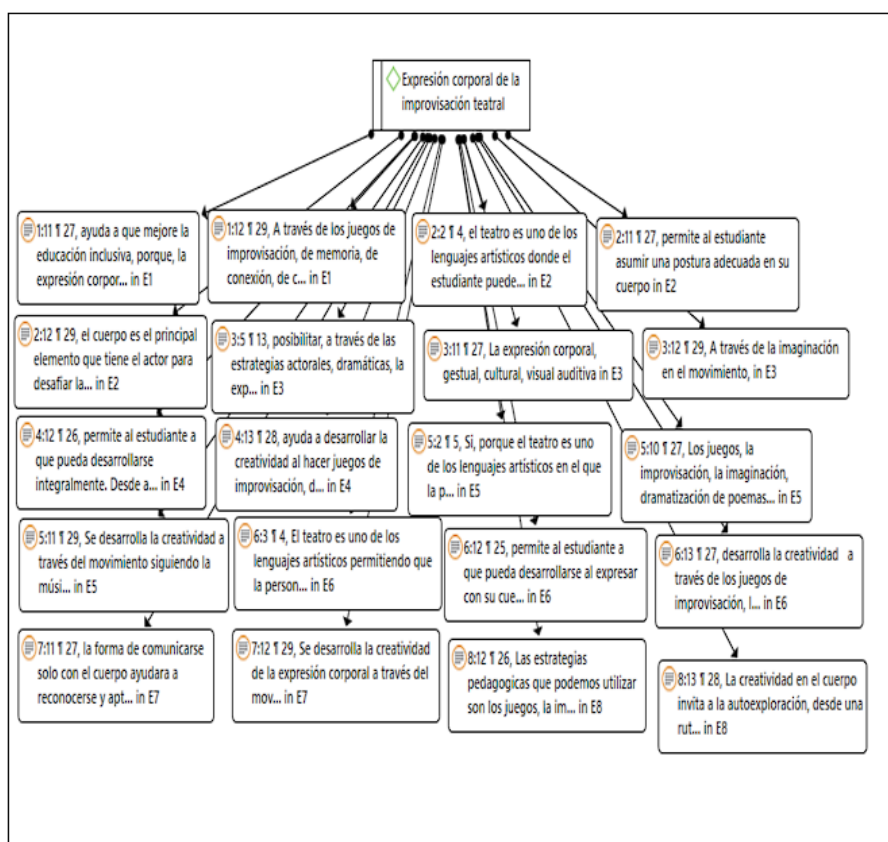 Expresión corporal de la
improvisación teatral
1:11 ¶ 27, ayuda a que mejore la
educación inclusiva, porque, la
expresión corpor... in E1
1:12 ¶ 29, A través de los juegos de
improvisación, de memoria, de
conexión, de c... in E1
2:2 ¶ 4, el teatro es uno de los
lenguajes artísticos donde el
estudiante puede... in E2
2:11 ¶ 27, permite al estudiante
asumir una postura adecuada en su
cuerpo in E2
2:12 ¶ 29, el cuerpo es el principal
elemento que tiene el actor para
desafiar la... in E2
3:5 ¶ 13, posibilitar, a través de las
estrategias actorales, dramáticas, la
exp... in E3
3:11 ¶ 27, La expresión corporal,
gestual, cultural, visual auditiva in E3
3:12 ¶ 29, A través de la imaginación
en el movimiento, in E3
4:12 ¶ 26, permite al estudiante a
que pueda desarrollarse
integralmente. Desde a... in E4
4:13 ¶ 28, ayuda a desarrollar la
creatividad al hacer juegos de
improvisación, d... in E4
5:2 ¶ 5, Si, porque el teatro es uno
de los lenguajes artísticos en el que
la p... in E5
5:10 ¶ 27, Los juegos, la
improvisación, la imaginación,
dramatización de poemas... in E5
5:11 ¶ 29, Se desarrolla la creatividad
a través del movimiento siguiendo la
músi... in E5
6:3 ¶ 4, El teatro es uno de los
lenguajes artísticos permitiendo que
la person... in E6
6:12 ¶ 25, permite al estudiante a
que pueda desarrollarse al expresar
con su cue... in E6
6:13 ¶ 27, desarrolla la creatividad a
través de los juegos de
improvisación, l... in E6
7:11 ¶ 27, la forma de comunicarse
solo con el cuerpo ayudara a
reconocerse y apt... in E7
7:12 ¶ 29, Se desarrolla la creatividad
de la expresión corporal a través del
mov... in E7
8:12 ¶ 26, Las estrategias
pedagogicas que podemos utilizar
son los juegos, la im... in E8
8:13 ¶ 28, La creatividad en el cuerpo
invita a la autoexploración, desde una
rut... in E8